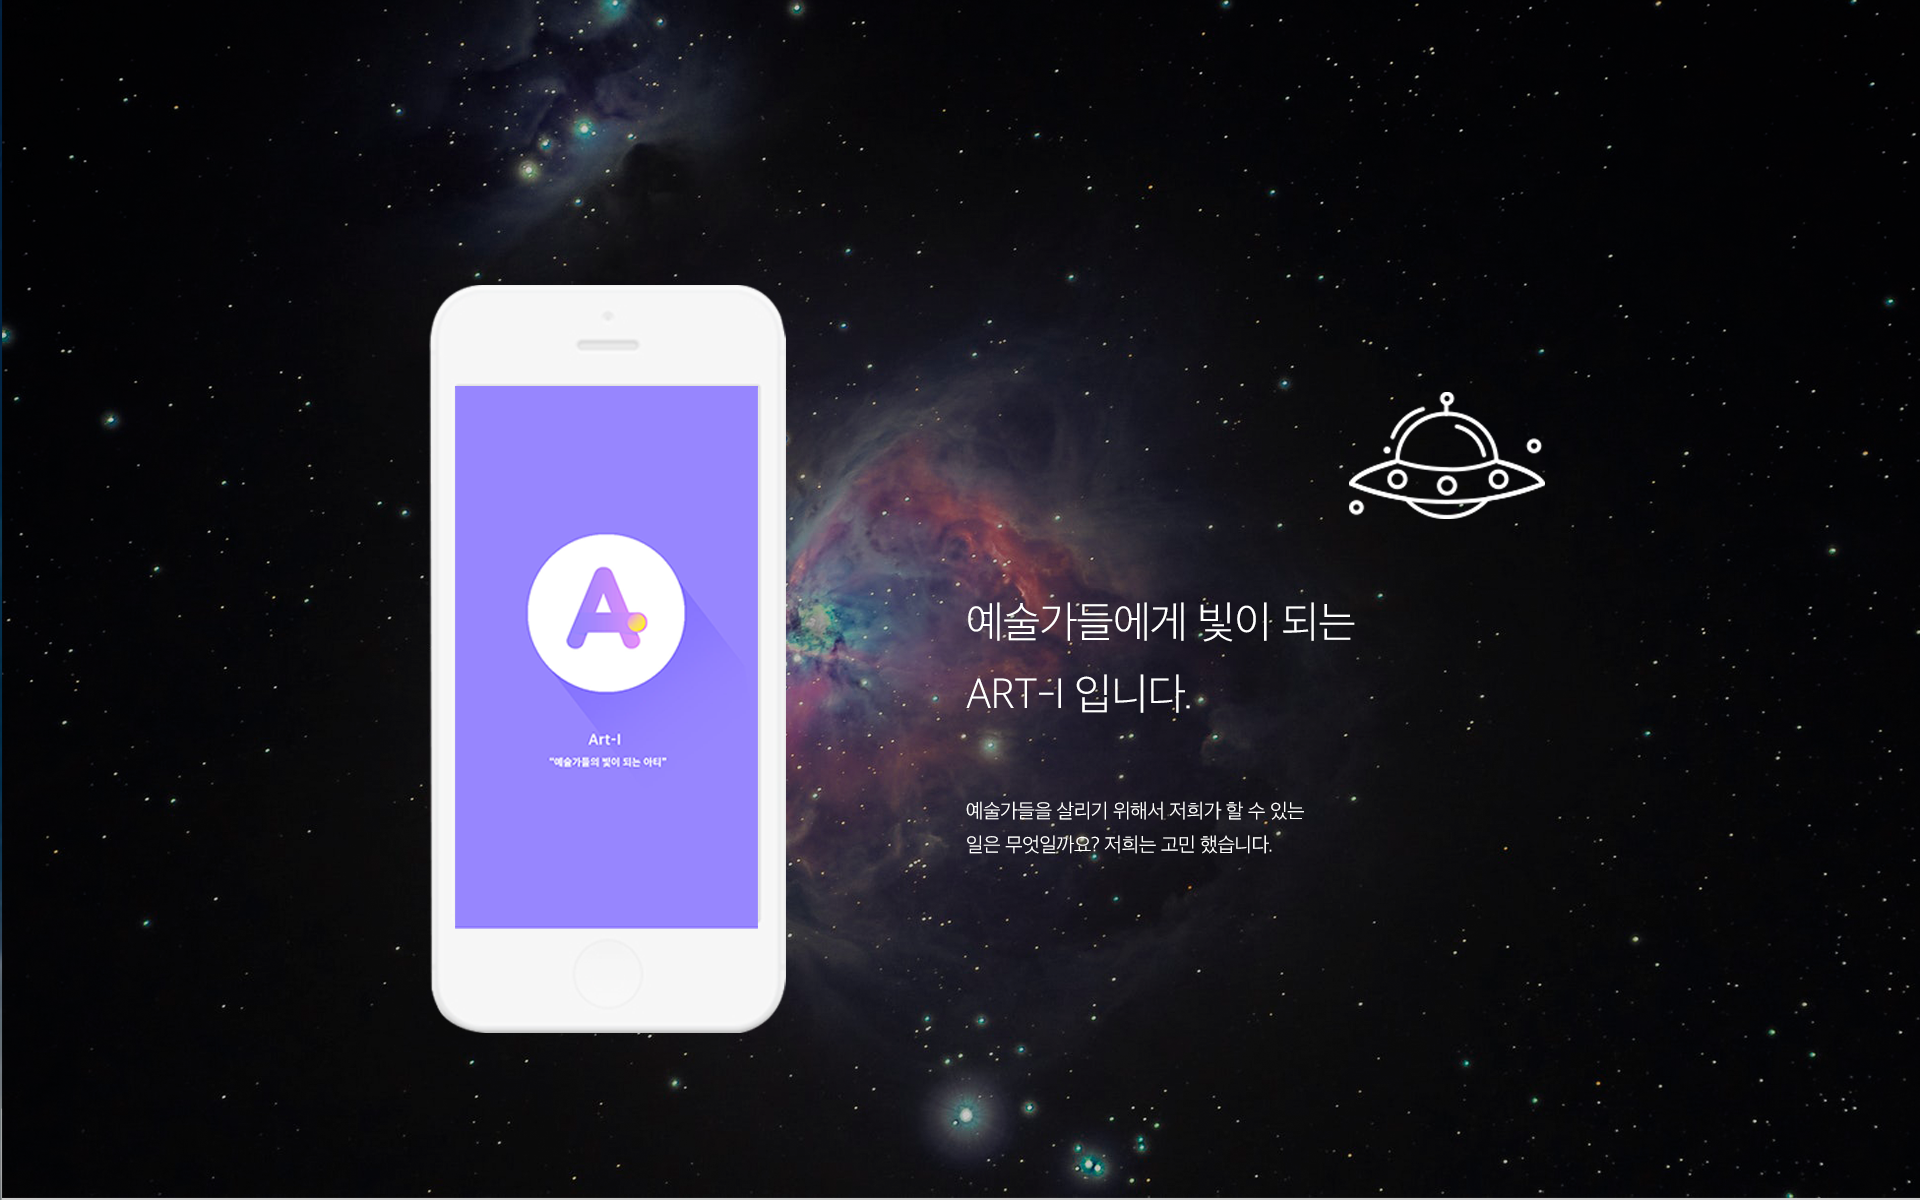 A
Art-I
"예술가들의 빛이 되는 아티"
예술가들에게 빛이 되는
ART-I 입니다.
예술가들을 살리기 위해서 저희가 할 수 있는
일은 무엇일까요? 저희는 고민 했습니다.